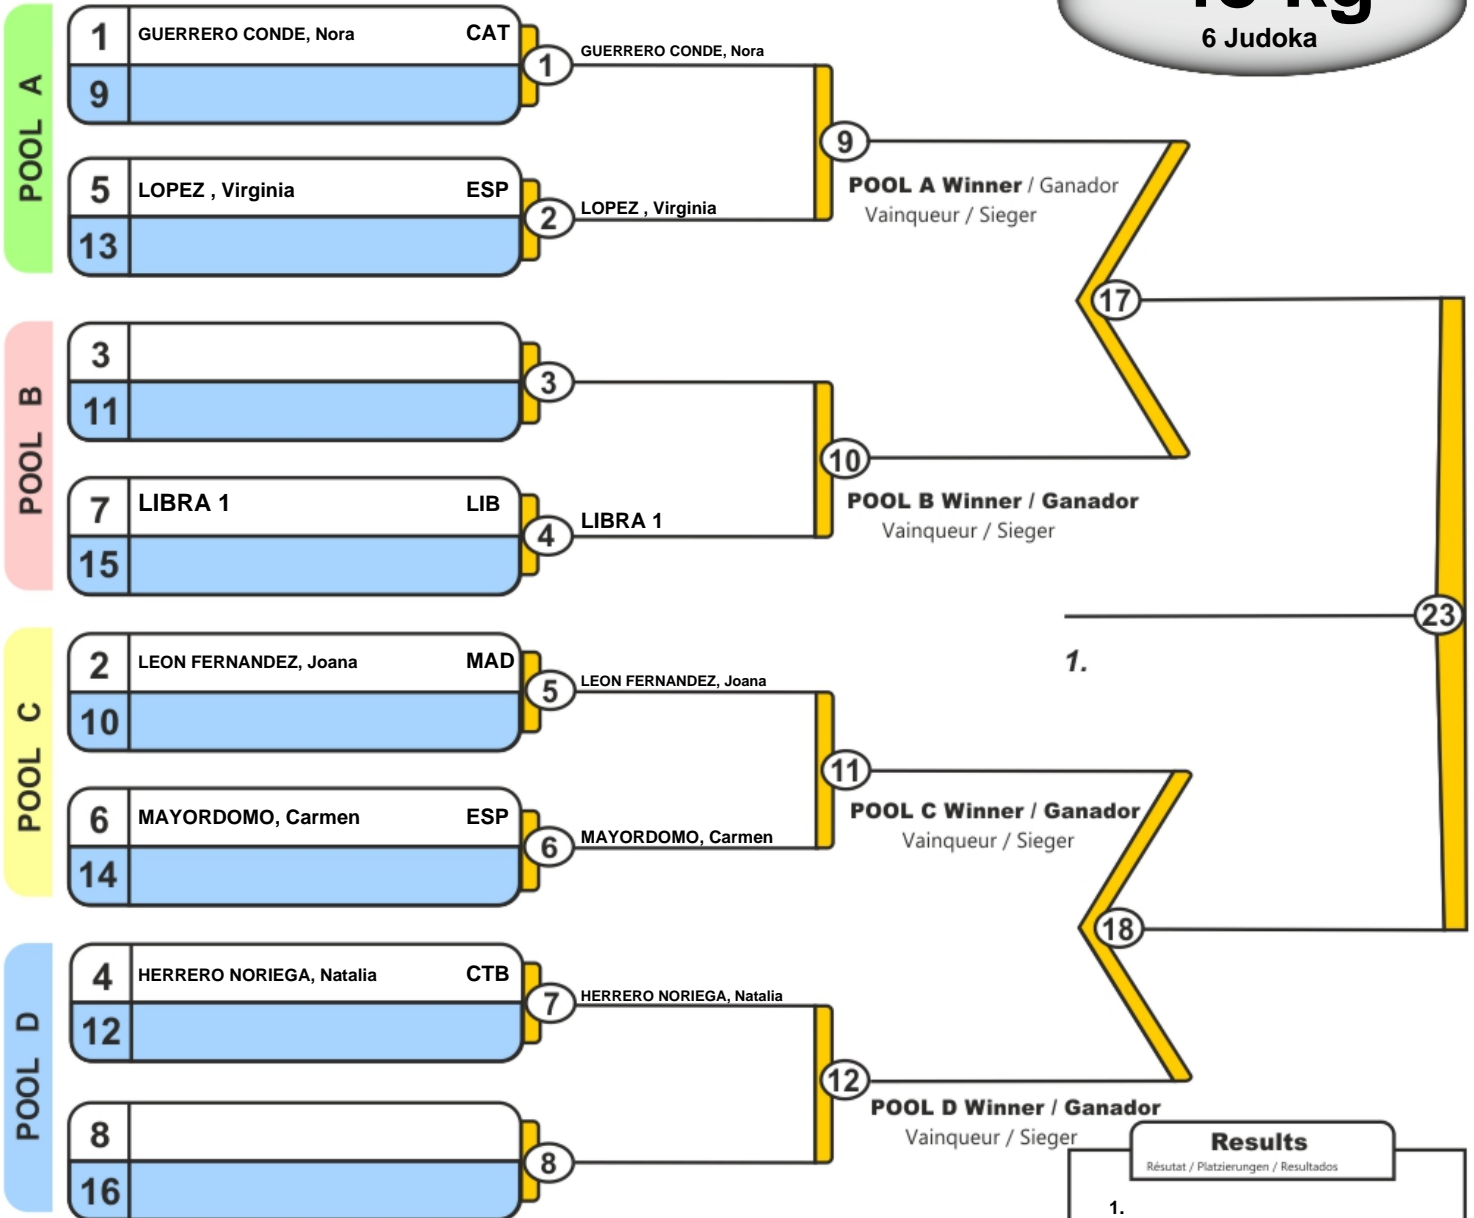 kg
6 Judoka
POOL A
1 GUERRERO CONDE, Nora CAT
9
1 GUERRERO CONDE, Nora
5 LOPEZ , Virginia ESP
13
2 LOPEZ , Virginia
9
POOL A Winner / Ganador
Vainqueur / Sieger
17
POOL B
3
11
3
7 LIBRA 1 LIB
15
4 LIBRA 1
10
POOL B Winner / Ganador
Vainqueur / Sieger
23
1.
POOL C
2 LEON FERNANDEZ, Joana MAD
10
5 LEON FERNANDEZ, Joana
6 MAYORDOMO, Carmen ESP
14
6 MAYORDOMO, Carmen
11
POOL C Winner / Ganador
Vainqueur / Sieger
18
POOL D
4 HERRERO NORIEGA, Natalia CTB
12
7 HERRERO NORIEGA, Natalia
8
16
8
12
POOL D Winner / Ganador
Vainqueur / Sieger
Results
Résutat / Platzierungen / Resultados
1.